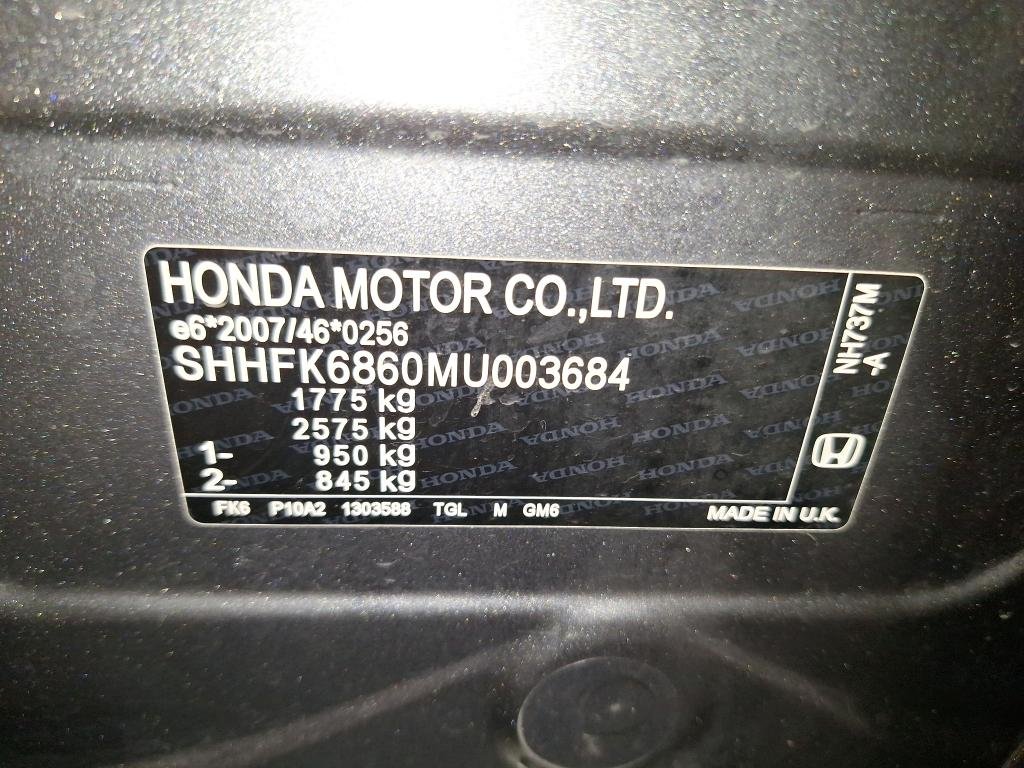 HONDA MOTOR CO.,LTD.
e6*2007/46*0256
SHHFK6860MU003684
1775 kg
2575 kg
1- 950 kg
2- 845 kg
FK6 P10A2 1303588 TGL M GM6
MADE IN U.K.
NH737M
-A